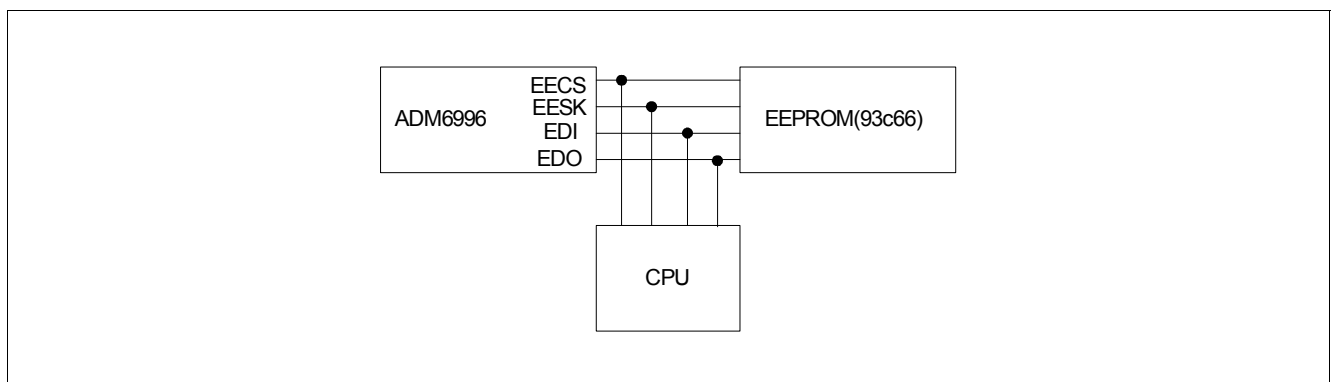 EECS
EESK
ADM6996
EDI
EDO
EEPROM(93c66)
CPU